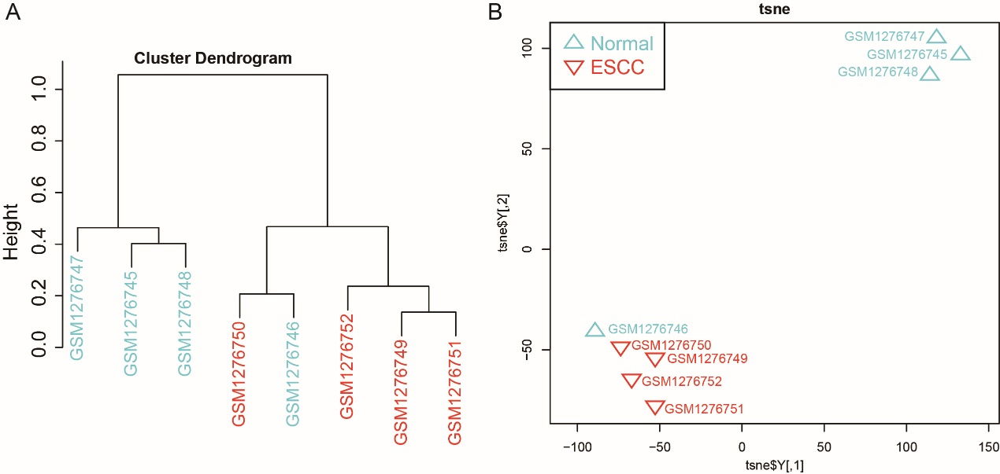 A
Cluster Dendrogram
Height
0.0
0.2
0.4
0.6
0.8
1.0
GSM1276747
GSM1276745
GSM1276748
GSM1276750
GSM1276746
GSM1276752
GSM1276749
GSM1276751
B
tsne
Normal
ESCC
GSM1276747
GSM1276745
GSM1276748
GSM1276746
GSM1276750
GSM1276749
GSM1276752
GSM1276751
tsne$Y[,2]
100
50
0
−50
−100 −50 0 50 100 150
tsne$Y[,1]